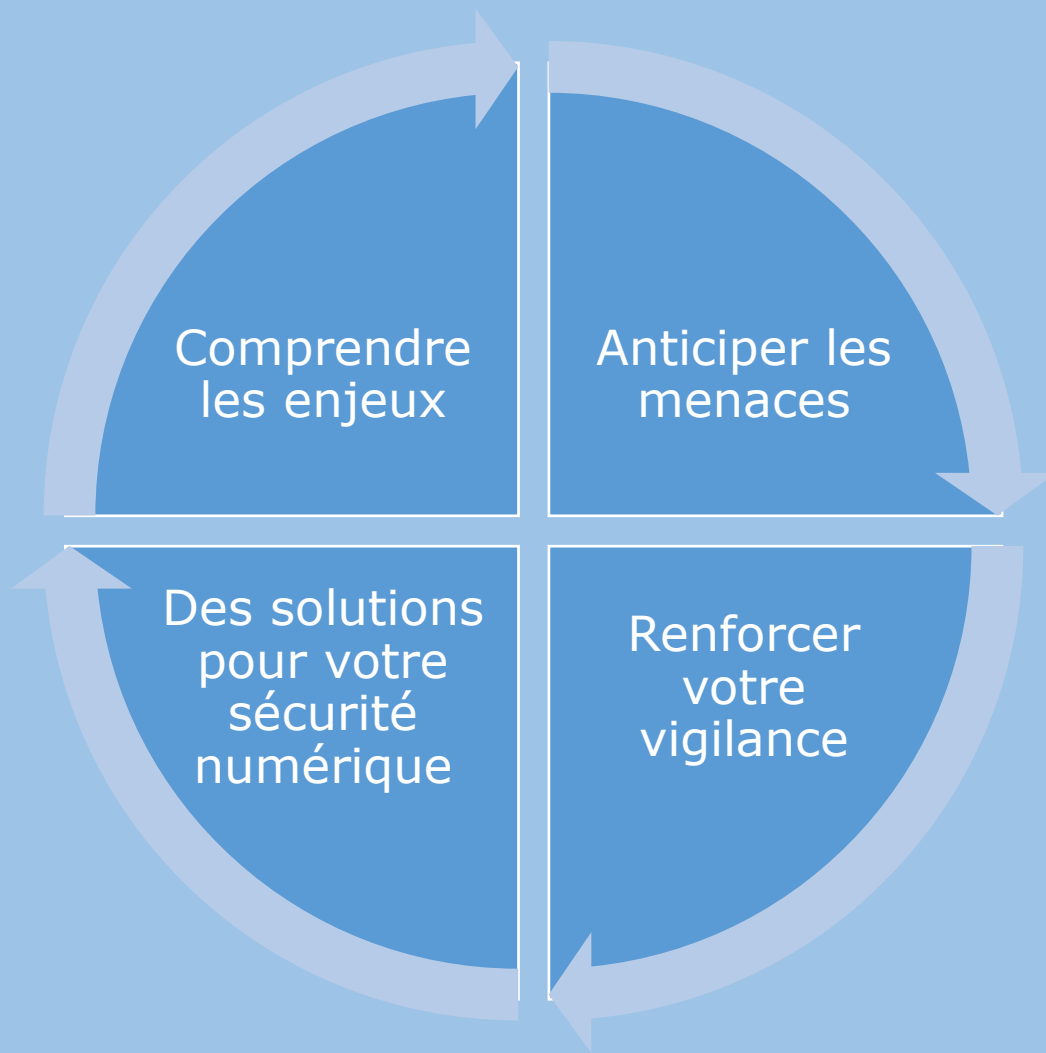 Comprendre
les enjeux
Anticiper les
menaces
Renforcer
votre
vigilance
Des solutions
pour votre
sécurité
numérique